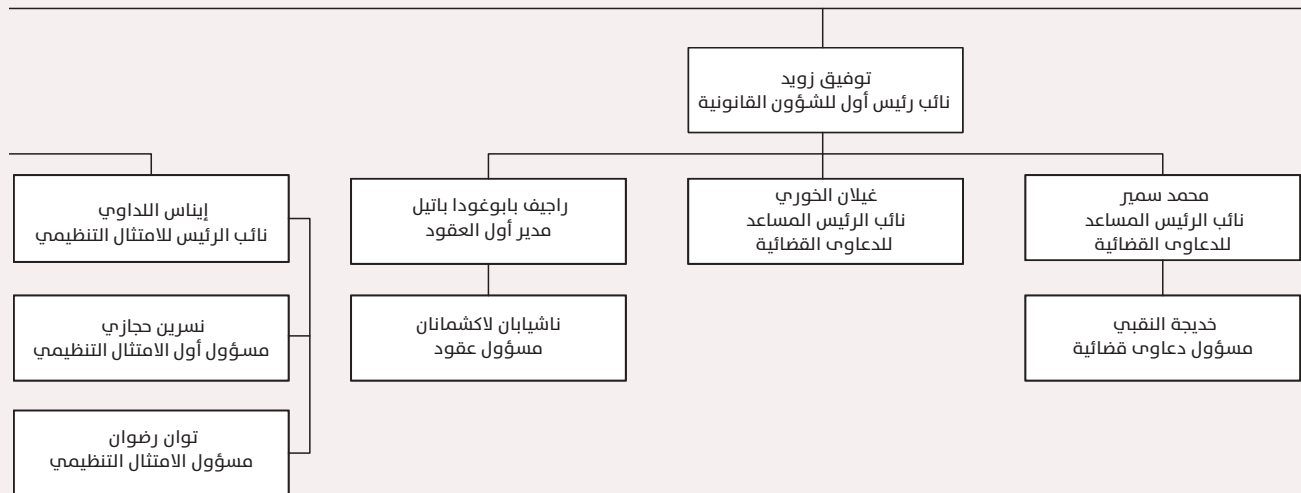 توفيق زويد
نائب رئيس أول للشؤون القانونية
محمد سمير
نائب الرئيس المساعد
للدعاوى القضائية
غيلان الخوري
نائب الرئيس المساعد
للدعاوى القضائية
راجيف بابوغودا باتيل
مدير أول العقود
إيناس اللداوي
نائب الرئيس للامتثال التنظيمي
خديجة النقبي
مسؤول دعاوى قضائية
ناشيابان لاكشمانان
مسؤول عقود
نسرين حجازي
مسؤول أول الامتثال التنظيمي
توان رضوان
مسؤول الامتثال التنظيمي